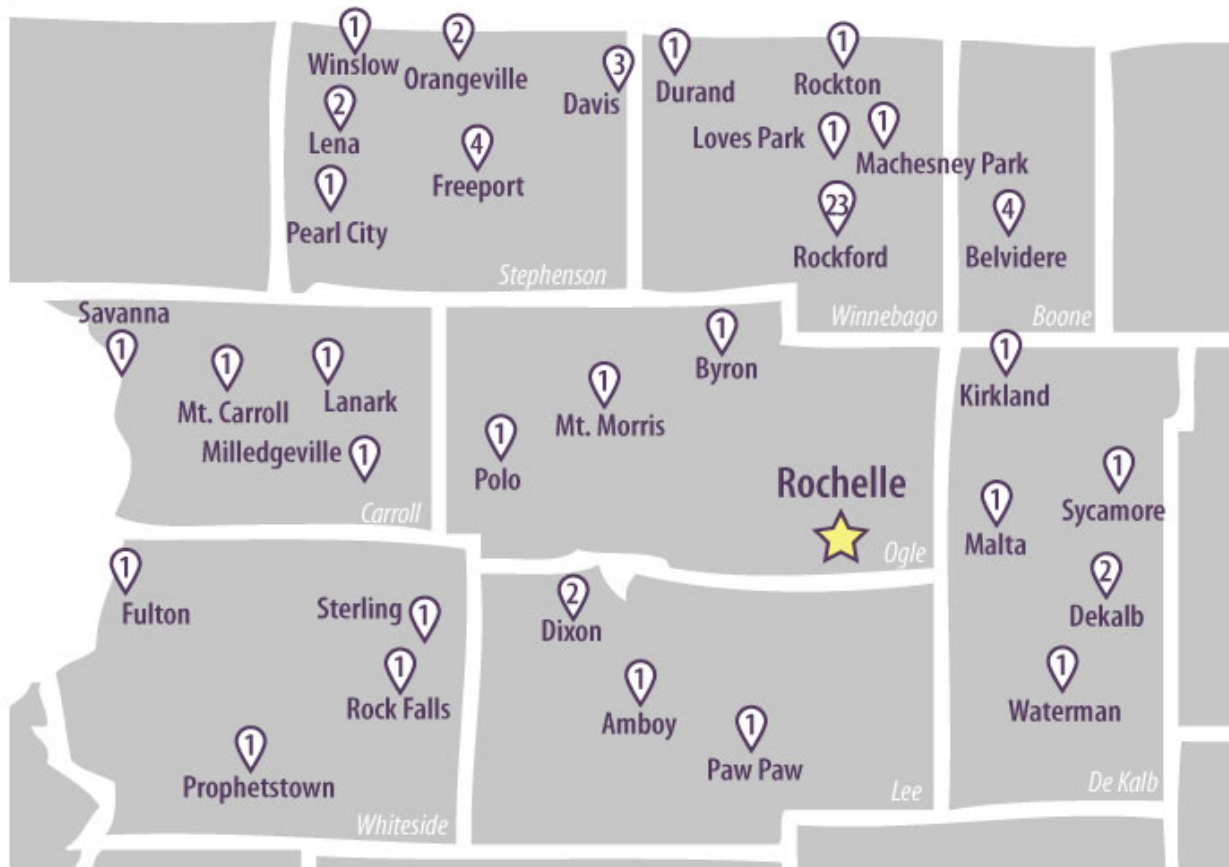 1
Winslow
2
Orangeville
3
Davis
1
Durand
1
Rockton
2
Lena
4
Freeport
Loves Park
1
1
Machesney Park
1
Pearl City
23
Rockford
4
Belvidere
Stephenson
Winnebago
Boone
Savanna
1
1
Mt. Carroll
1
Lanark
Milledgeville
1
Carroll
1
Byron
1
Mt. Morris
1
Polo
Rochelle
Ogle
1
Kirkland
1
Sycamore
1
Malta
2
Dekalb
1
Waterman
De Kalb
1
Fulton
Sterling
1
1
Rock Falls
1
Prophetstown
Whiteside
2
Dixon
1
Amboy
1
Paw Paw
Lee